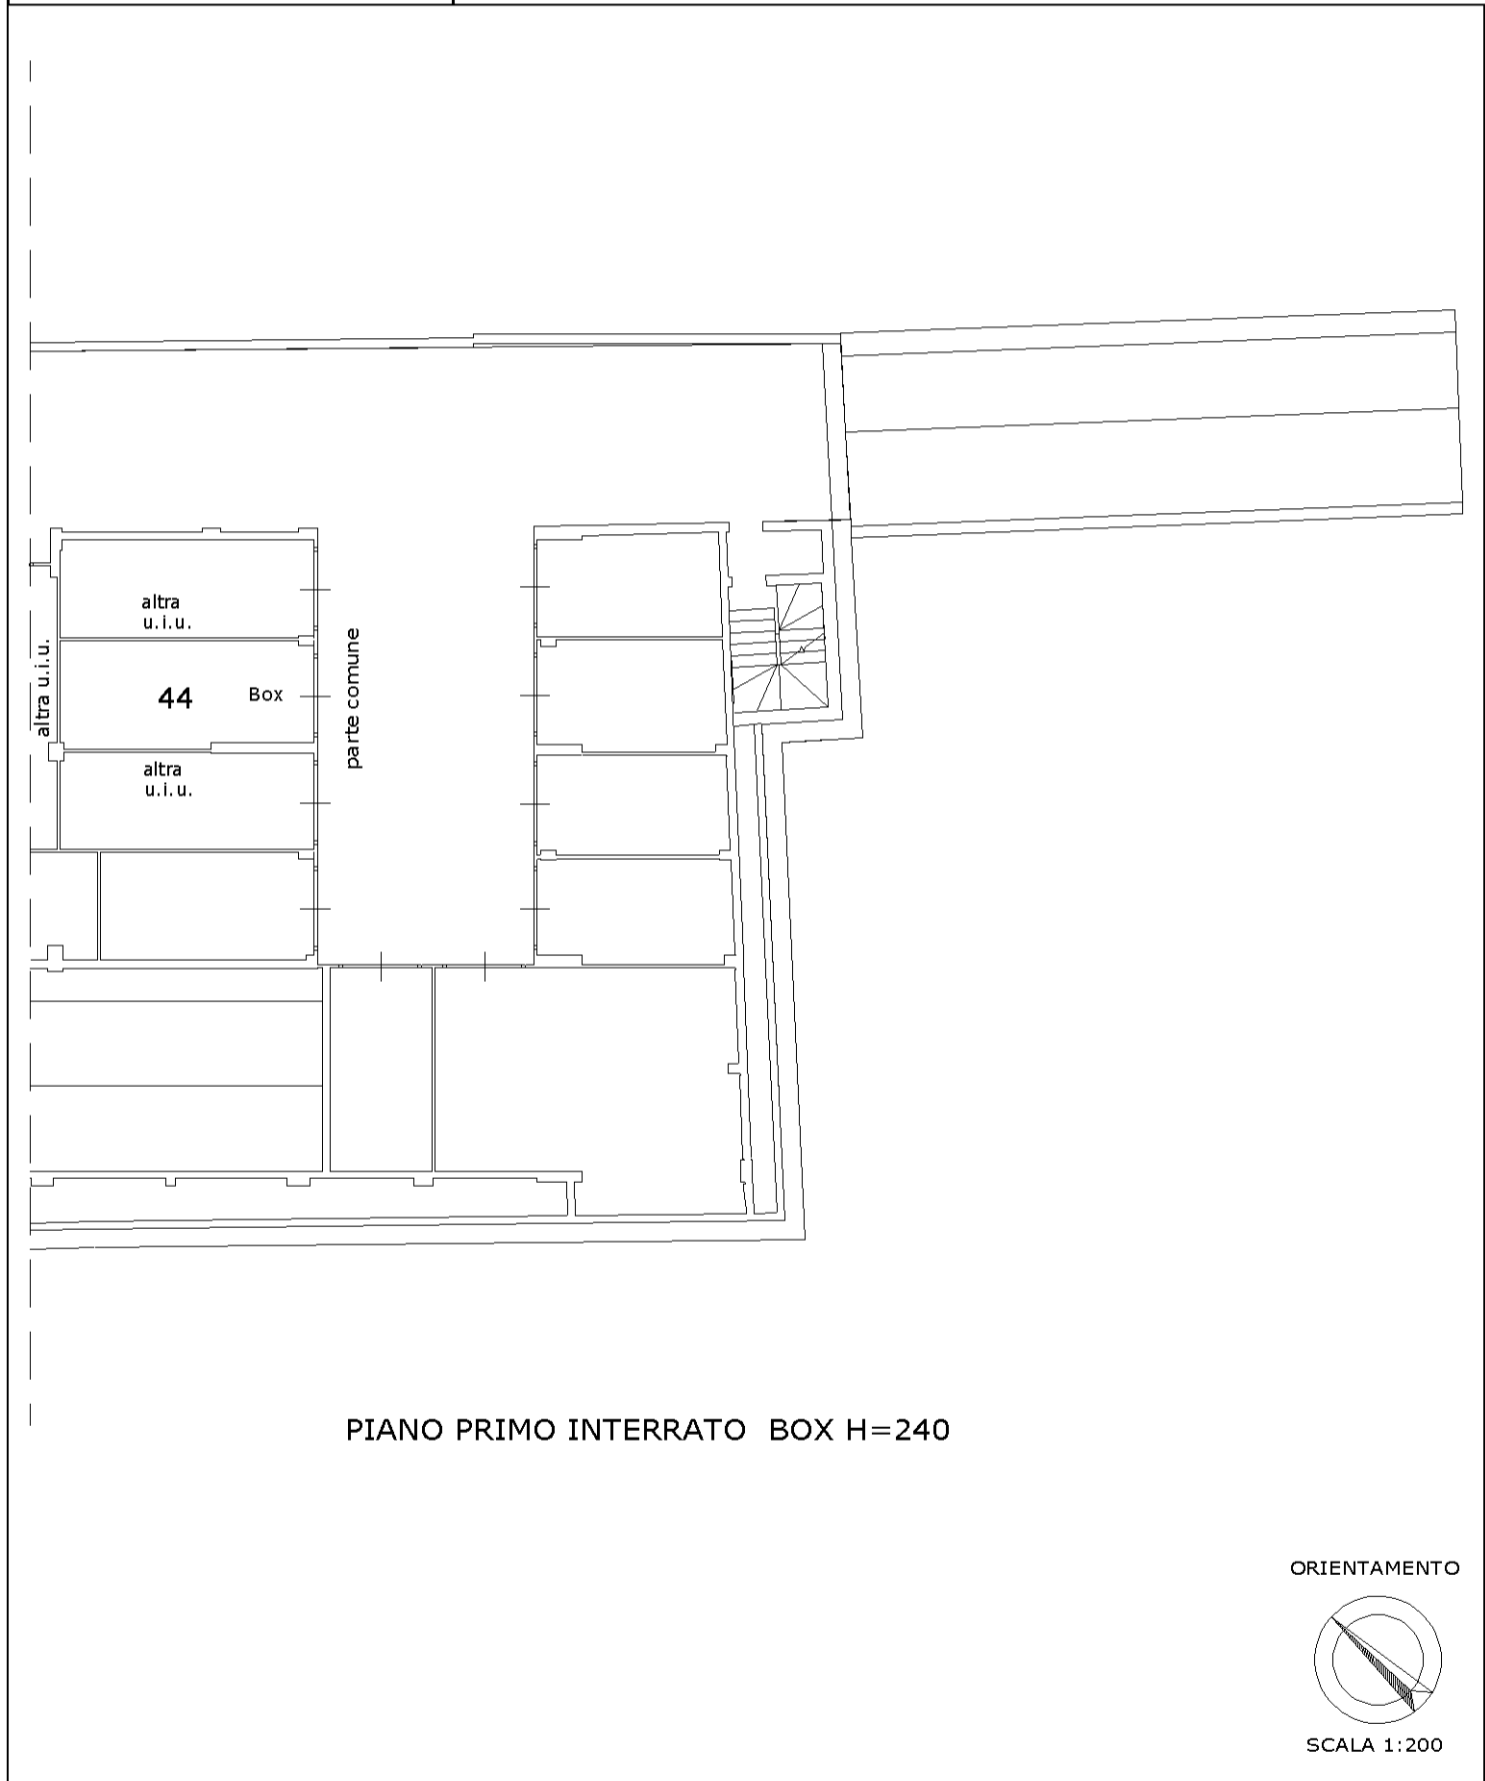 altra
u.i.u.
altra u.i.u.
44
Box
parte comune
altra
u.i.u.
PIANO PRIMO INTERRATO BOX H=240
ORIENTAMENTO
SCALA 1:200